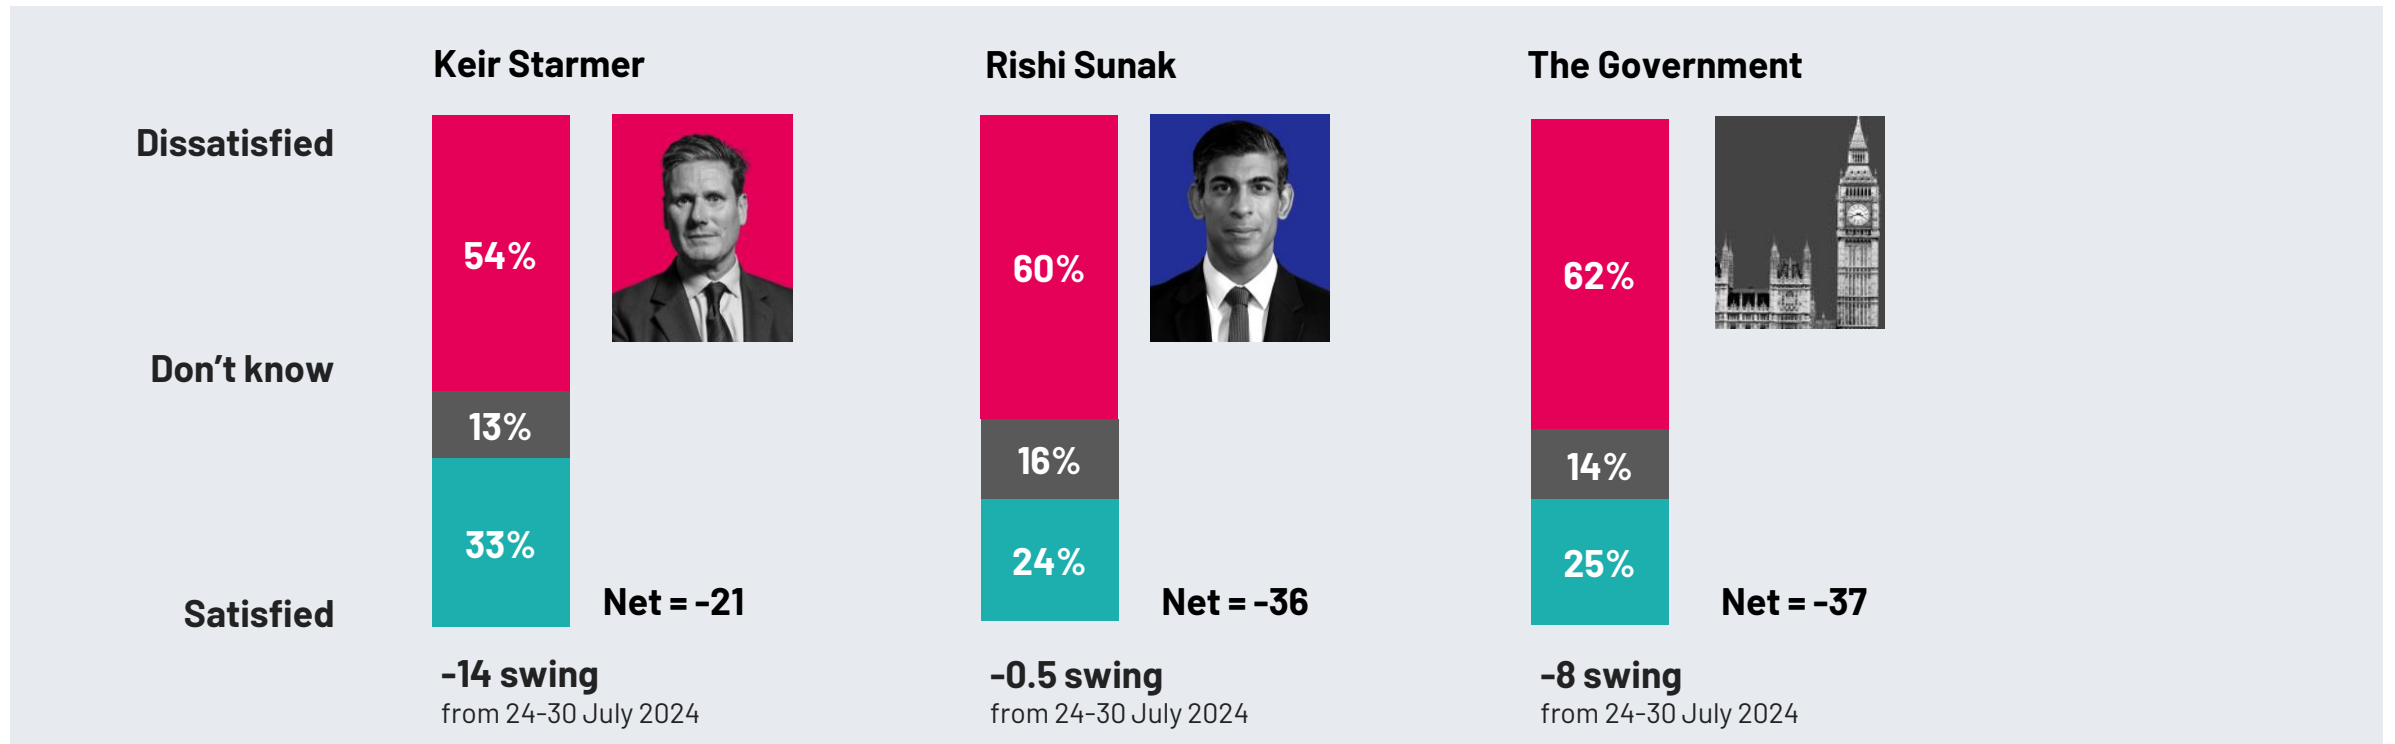 Keir Starmer
Rishi Sunak
The Government
Dissatisfied
Don't know
Satisfied
54%
13%
33%
Net = -21
60%
16%
24%
Net = -36
62%
14%
25%
Net = -37
-14 swing
from 24-30 July 2024
-0.5 swing
from 24-30 July 2024
-8 swing
from 24-30 July 2024